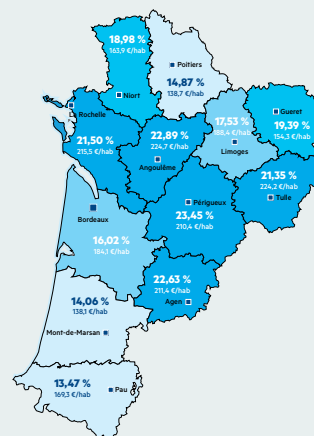 18,98 %
163,9 €/hab
Niort
Poitiers
14,87 %
138,7 €/hab
La Rochelle
21,50 %
215,5 €/hab
22,89 %
224,7 €/hab
Angoulême
17,53 %
188,4 €/hab
Limoges
Gueret
19,39 %
154,3 €/hab
21,35 %
224,2 €/hab
Tulle
Périgueux
23,45 %
210,4 €/hab
Bordeaux
16,02 %
184,1 €/hab
22,63 %
211,4 €/hab
Agen
14,06 %
138,1 €/hab
Mont-de-Marsan
13,47 %
169,3 €/hab
Pau